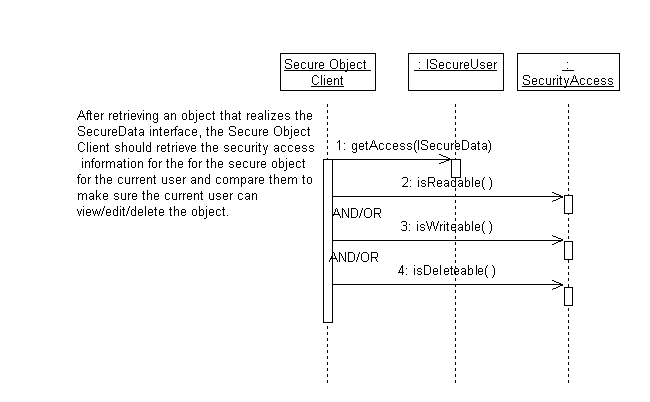 Secure Object
Client
: ISecureUser
:
SecurityAccess
After retrieving an object that realizes the
SecureData interface, the Secure Object
Client should retrieve the security access
information for the for the secure object
for the current user and compare them to
make sure the current user can
view/edit/delete the object.
1: getAccess(ISecureData)
2: isReadable( )
AND/OR
3: isWriteable( )
AND/OR
4: isDeleteable( )